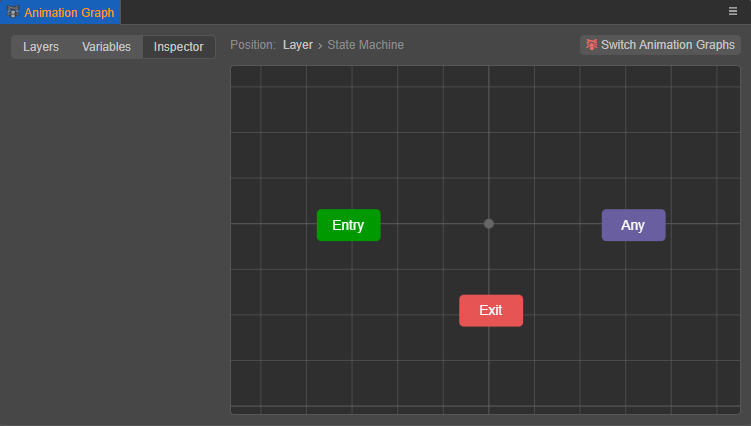 Animation Graph
Layers Variables Inspector
Position: Layer > State Machine
Switch Animation Graphs
Entry
Any
Exit